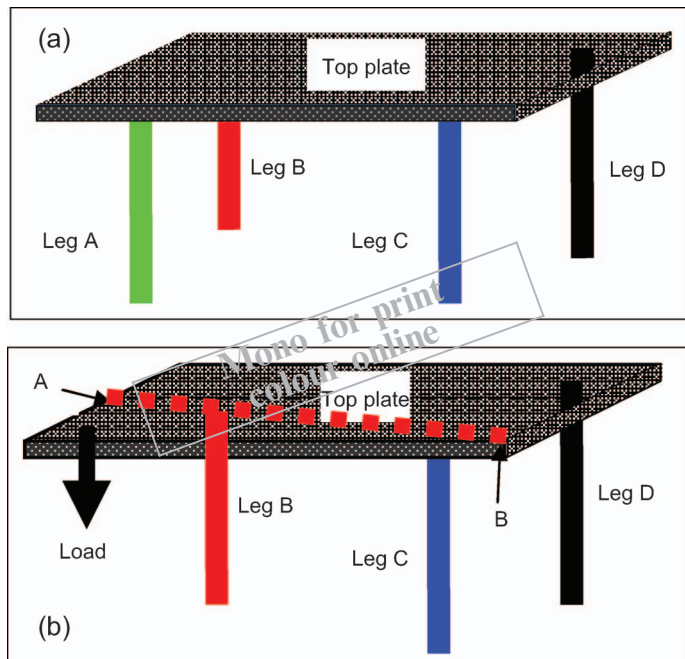 (a)
Top plate
Leg B
Leg D
Leg A
Leg C
Mono for print
colour online
A
Top plate
Leg B
Leg D
B
Load
Leg C
(b)